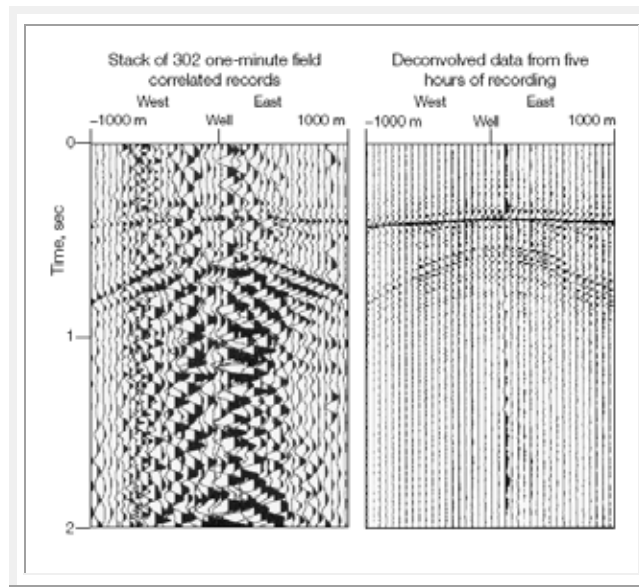 Stack of 302 one-minute field
correlated records
West East
–1000 m Well 1000 m
Deconvolved data from five
hours of recording
West East
–1000 m Well 1000 m
0
Time, sec
1
2